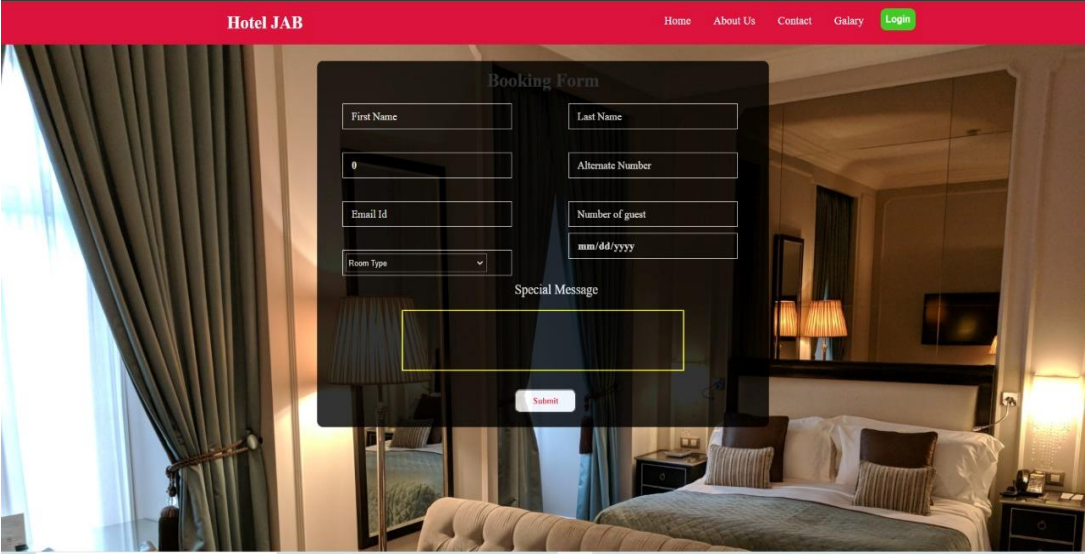 Hotel JAB
Home About Us Contact Galary Login
Booking Form
First Name Last Name
0 Alternate Number
Email Id Number of guest
mm/dd/yyyy
Room Type
Special Message
Submit